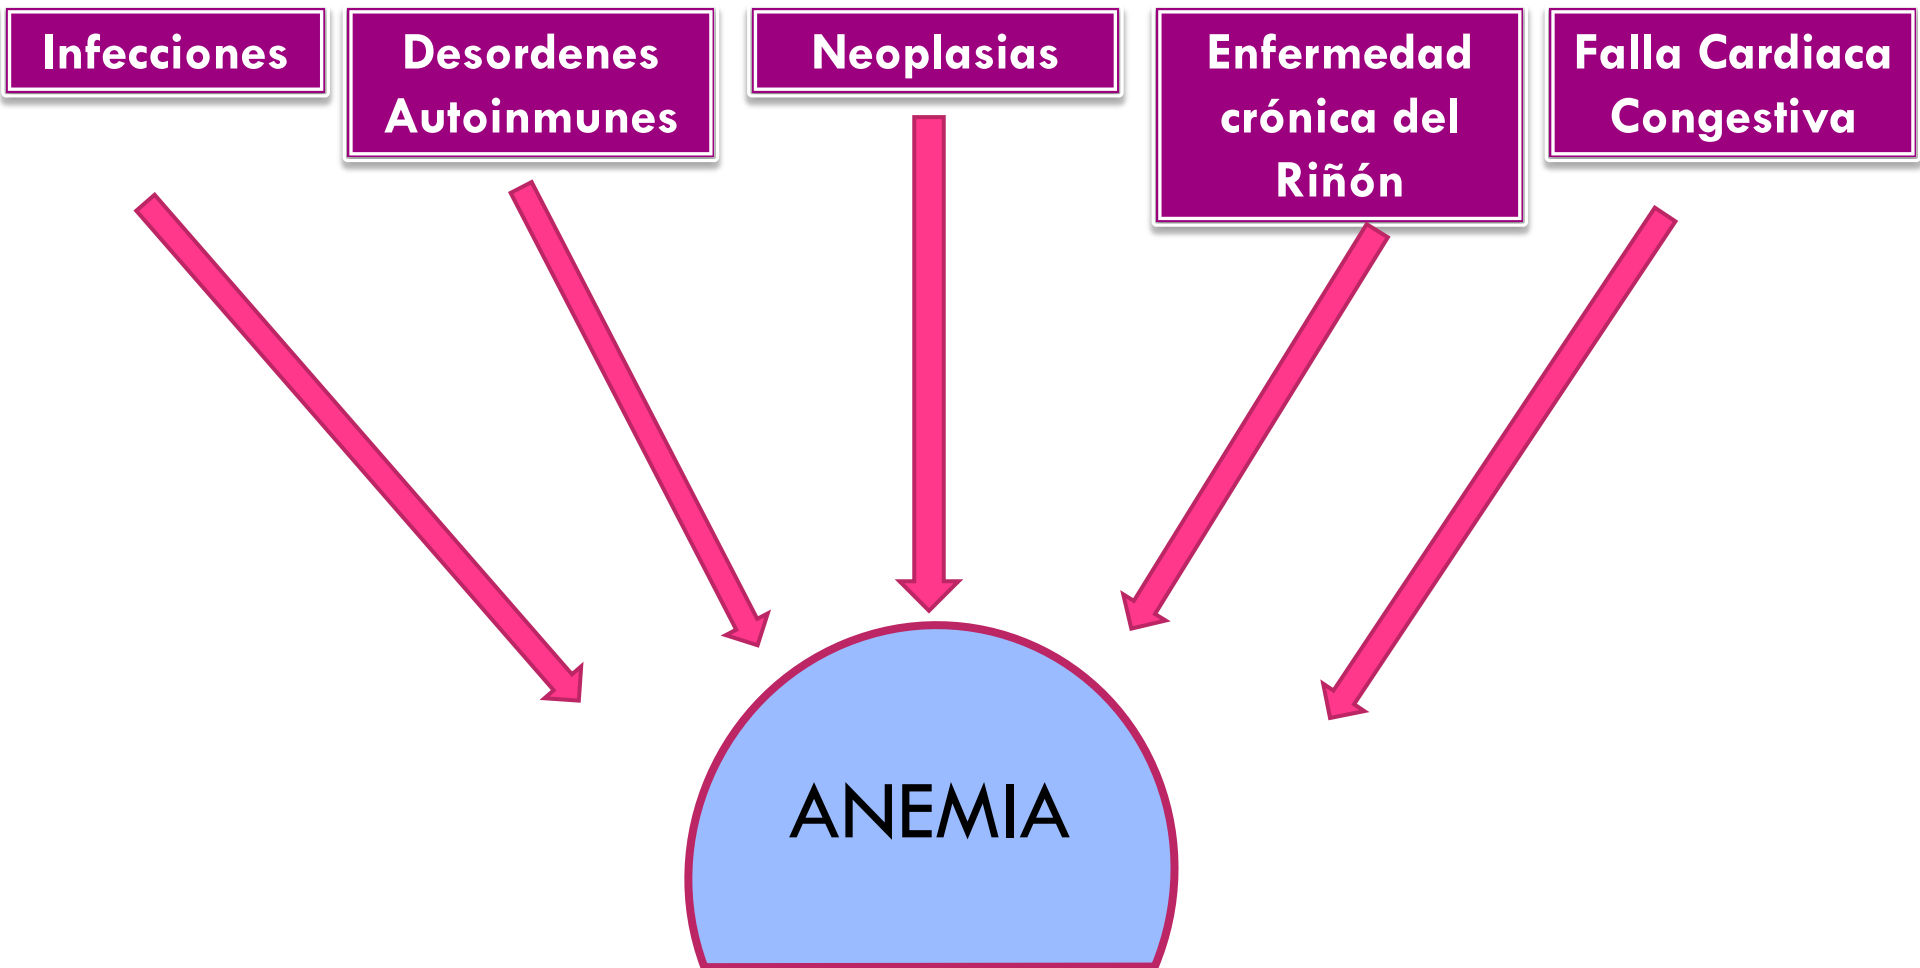 Infecciones
Desordenes
Autoinmunes
Neoplasias
Enfermedad
crónica del
Riñón
Falla Cardiaca
Congestiva
ANEMIA